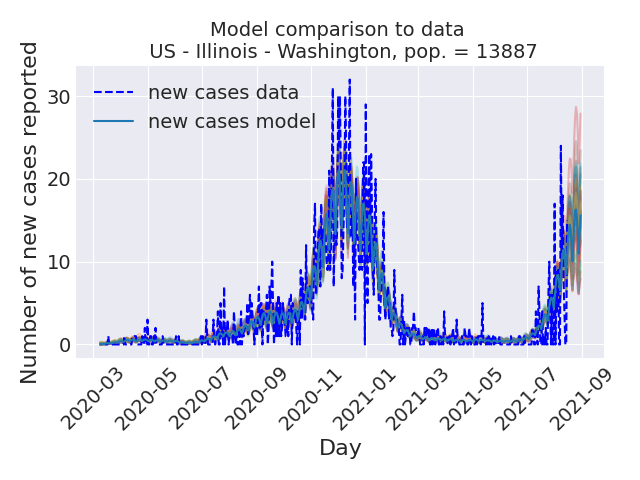 Model comparison to data
US - Illinois - Washington, pop. = 13887
Number of new cases reported
30
20
10
0
new cases data
new cases model
2020-03
2020-05
2020-07
2020-09
2020-11
2021-01
2021-03
2021-05
2021-07
2021-09
Day